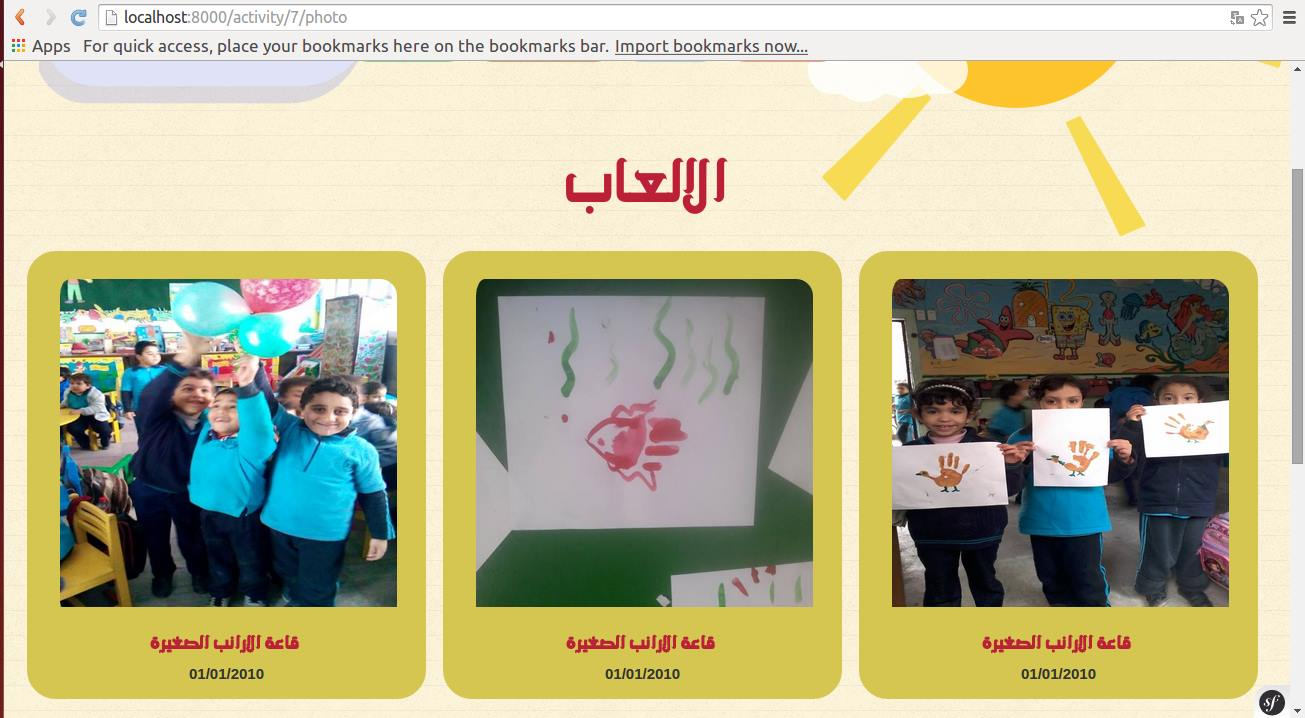 localhost:8000/activity/7/photo
Apps For quick access, place your bookmarks here on the bookmarks bar. Import bookmarks now...
الالعاب
قاعة الارانب الصغيرة قاعة الارانب الصغيرة قاعة الارانب الصغيرة
01/01/2010 01/01/2010 01/01/2010
sf